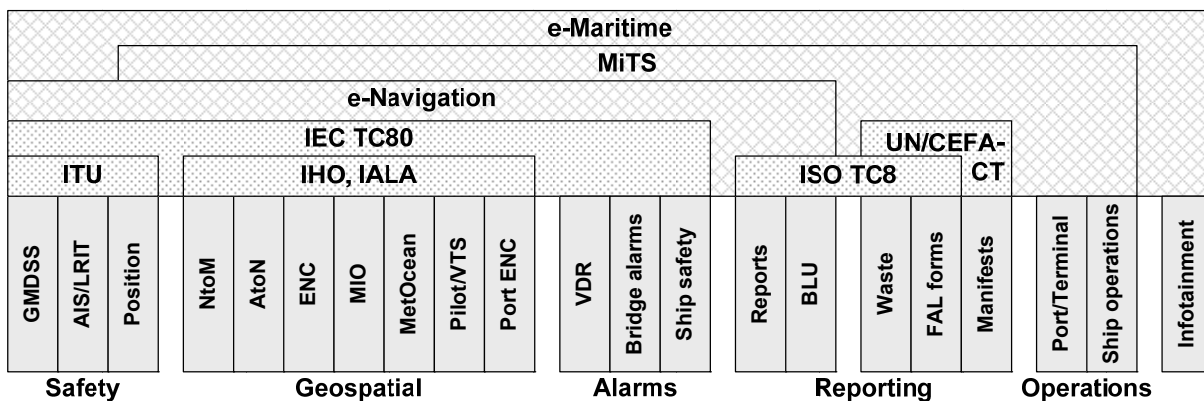 e-Maritime
MiTS
e-Navigation
IEC TC80
UN/CEFA-
CT
ITU
IHO, IALA
ISO TC8
GMDSS
AIS/LRIT
Position
NtoM
AtoN
ENC
MIO
MetOcean
Pilot/VTS
Port ENC
VDR
Bridge alarms
Ship safety
Reports
BLU
Waste
FAL forms
Manifests
Port/Terminal
Ship operations
Infotainment
Safety
Geospatial
Alarms
Reporting
Operations